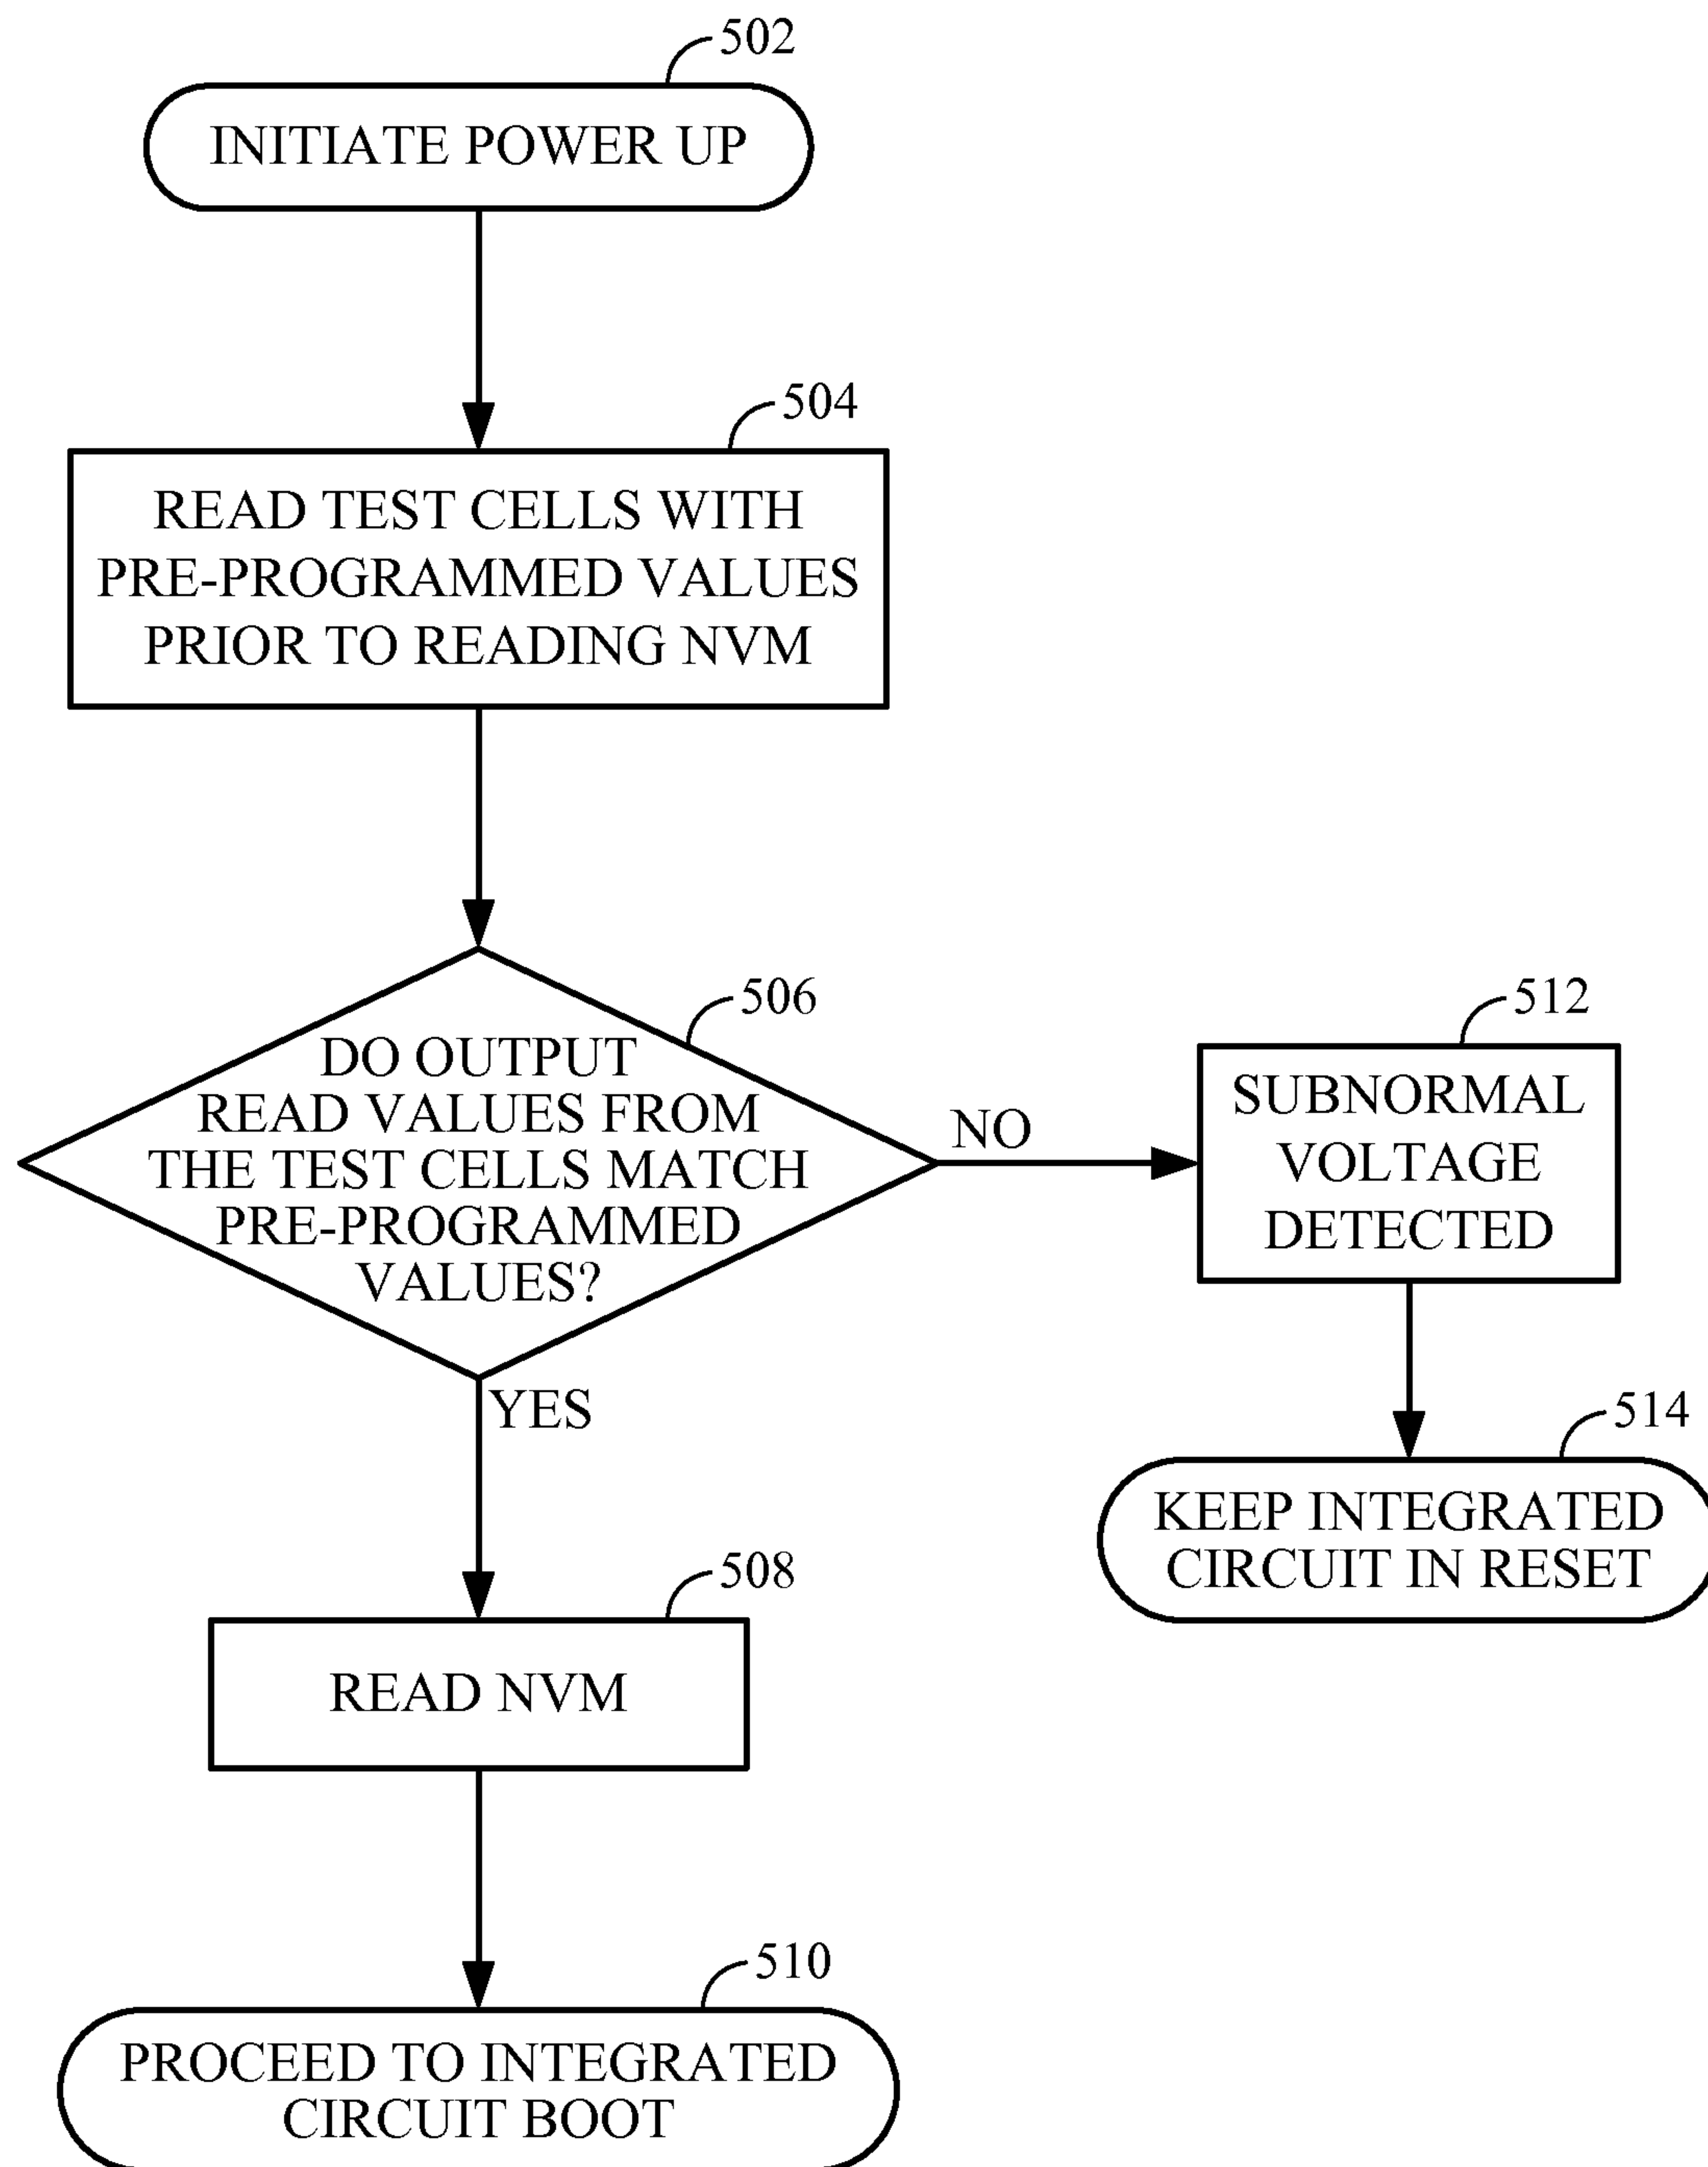 502
INITIATE POWER UP
504
READ TEST CELLS WITH
PRE-PROGRAMMED VALUES
PRIOR TO READING NVM
506
DO OUTPUT
READ VALUES FROM
THE TEST CELLS MATCH
PRE-PROGRAMMED
VALUES?
NO
512
SUBNORMAL
VOLTAGE
DETECTED
YES
514
KEEP INTEGRATED
CIRCUIT IN RESET
508
READ NVM
510
PROCEED TO INTEGRATED
CIRCUIT BOOT